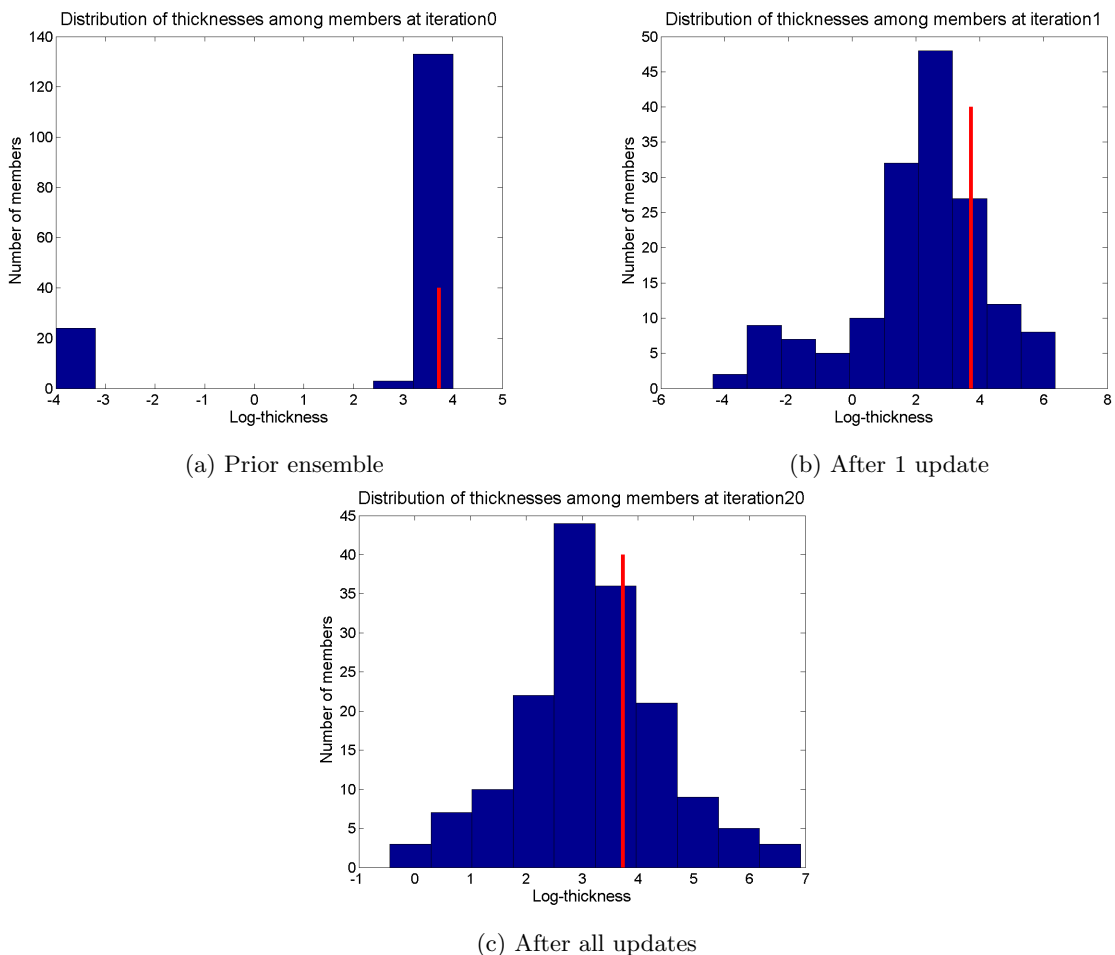 Distribution of thicknesses among members at iteration0
140
120
100
80
60
40
20
0
Number of members
-4 -3 -2 -1 0 1 2 3 4 5
Log-thickness
(a) Prior ensemble
Distribution of thicknesses among members at iteration1
50
45
40
35
30
25
20
15
10
5
0
Number of members
-6 -4 -2 0 2 4 6 8
Log-thickness
(b) After 1 update
Distribution of thicknesses among members at iteration20
45
40
35
30
25
20
15
10
5
0
Number of members
-1 0 1 2 3 4 5 6 7
Log-thickness
(c) After all updates